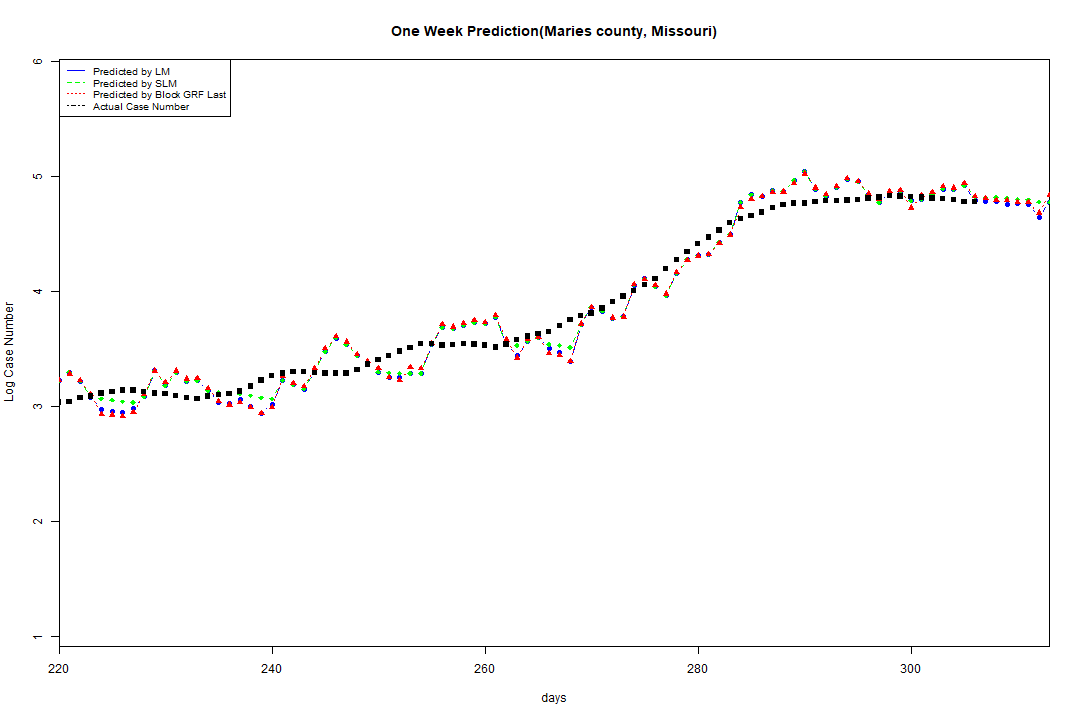 One Week Prediction(Maries county, Missouri)
6
Predicted by LM
Predicted by SLM
Predicted by Block GRF Last
Actual Case Number
5
4
3
2
1
Log Case Number
220 240 260 280 300
days